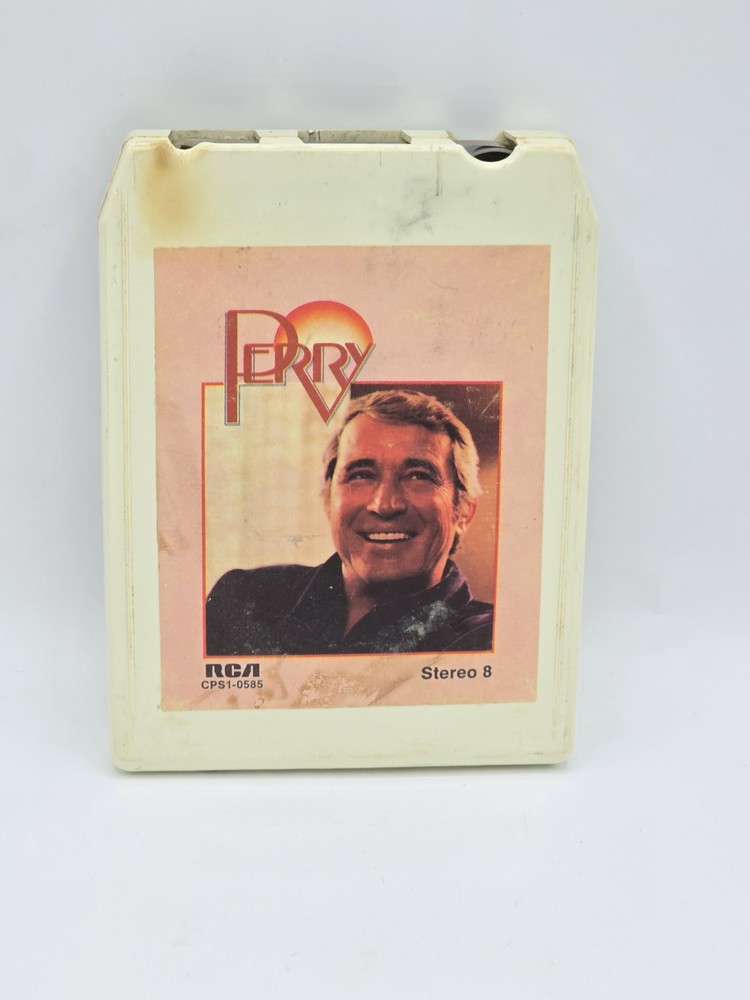 PERRY
RCA
CPS1-0585
Stereo 8